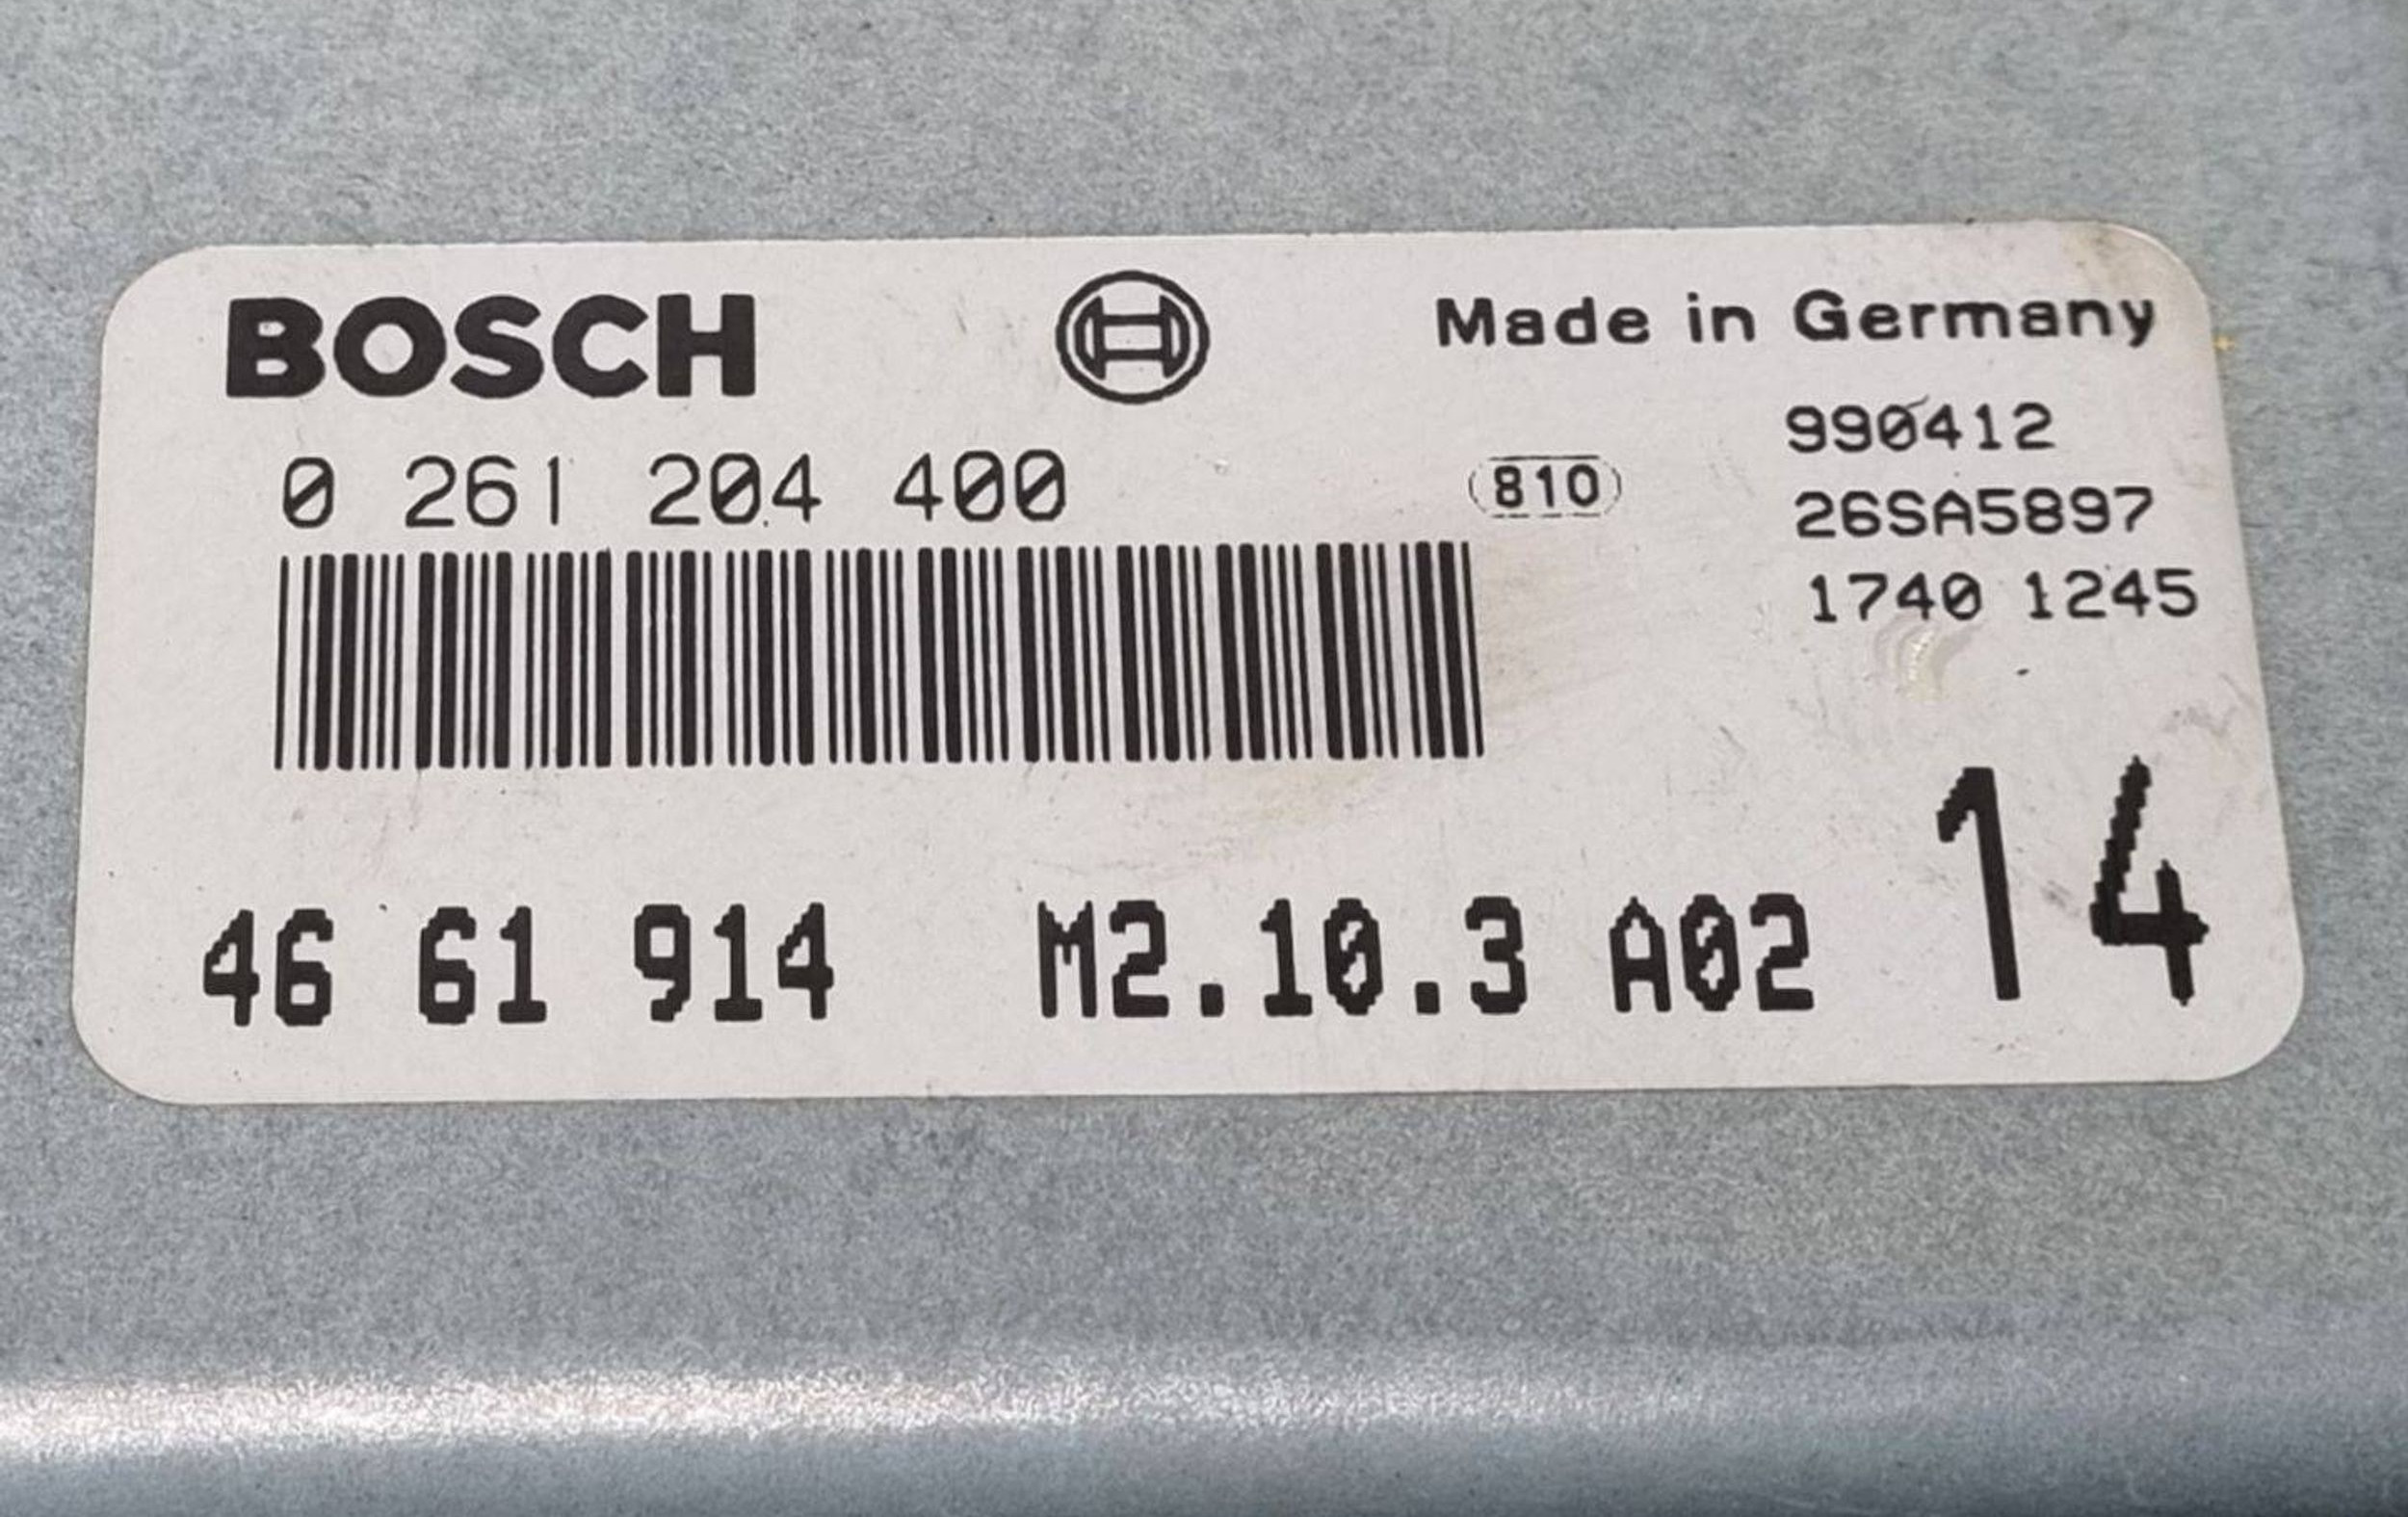 BOSCH
Made in Germany
0 261 204 400
810
990412
26SA5897
1740 1245
46 61 914 M2.10.3 A02
14